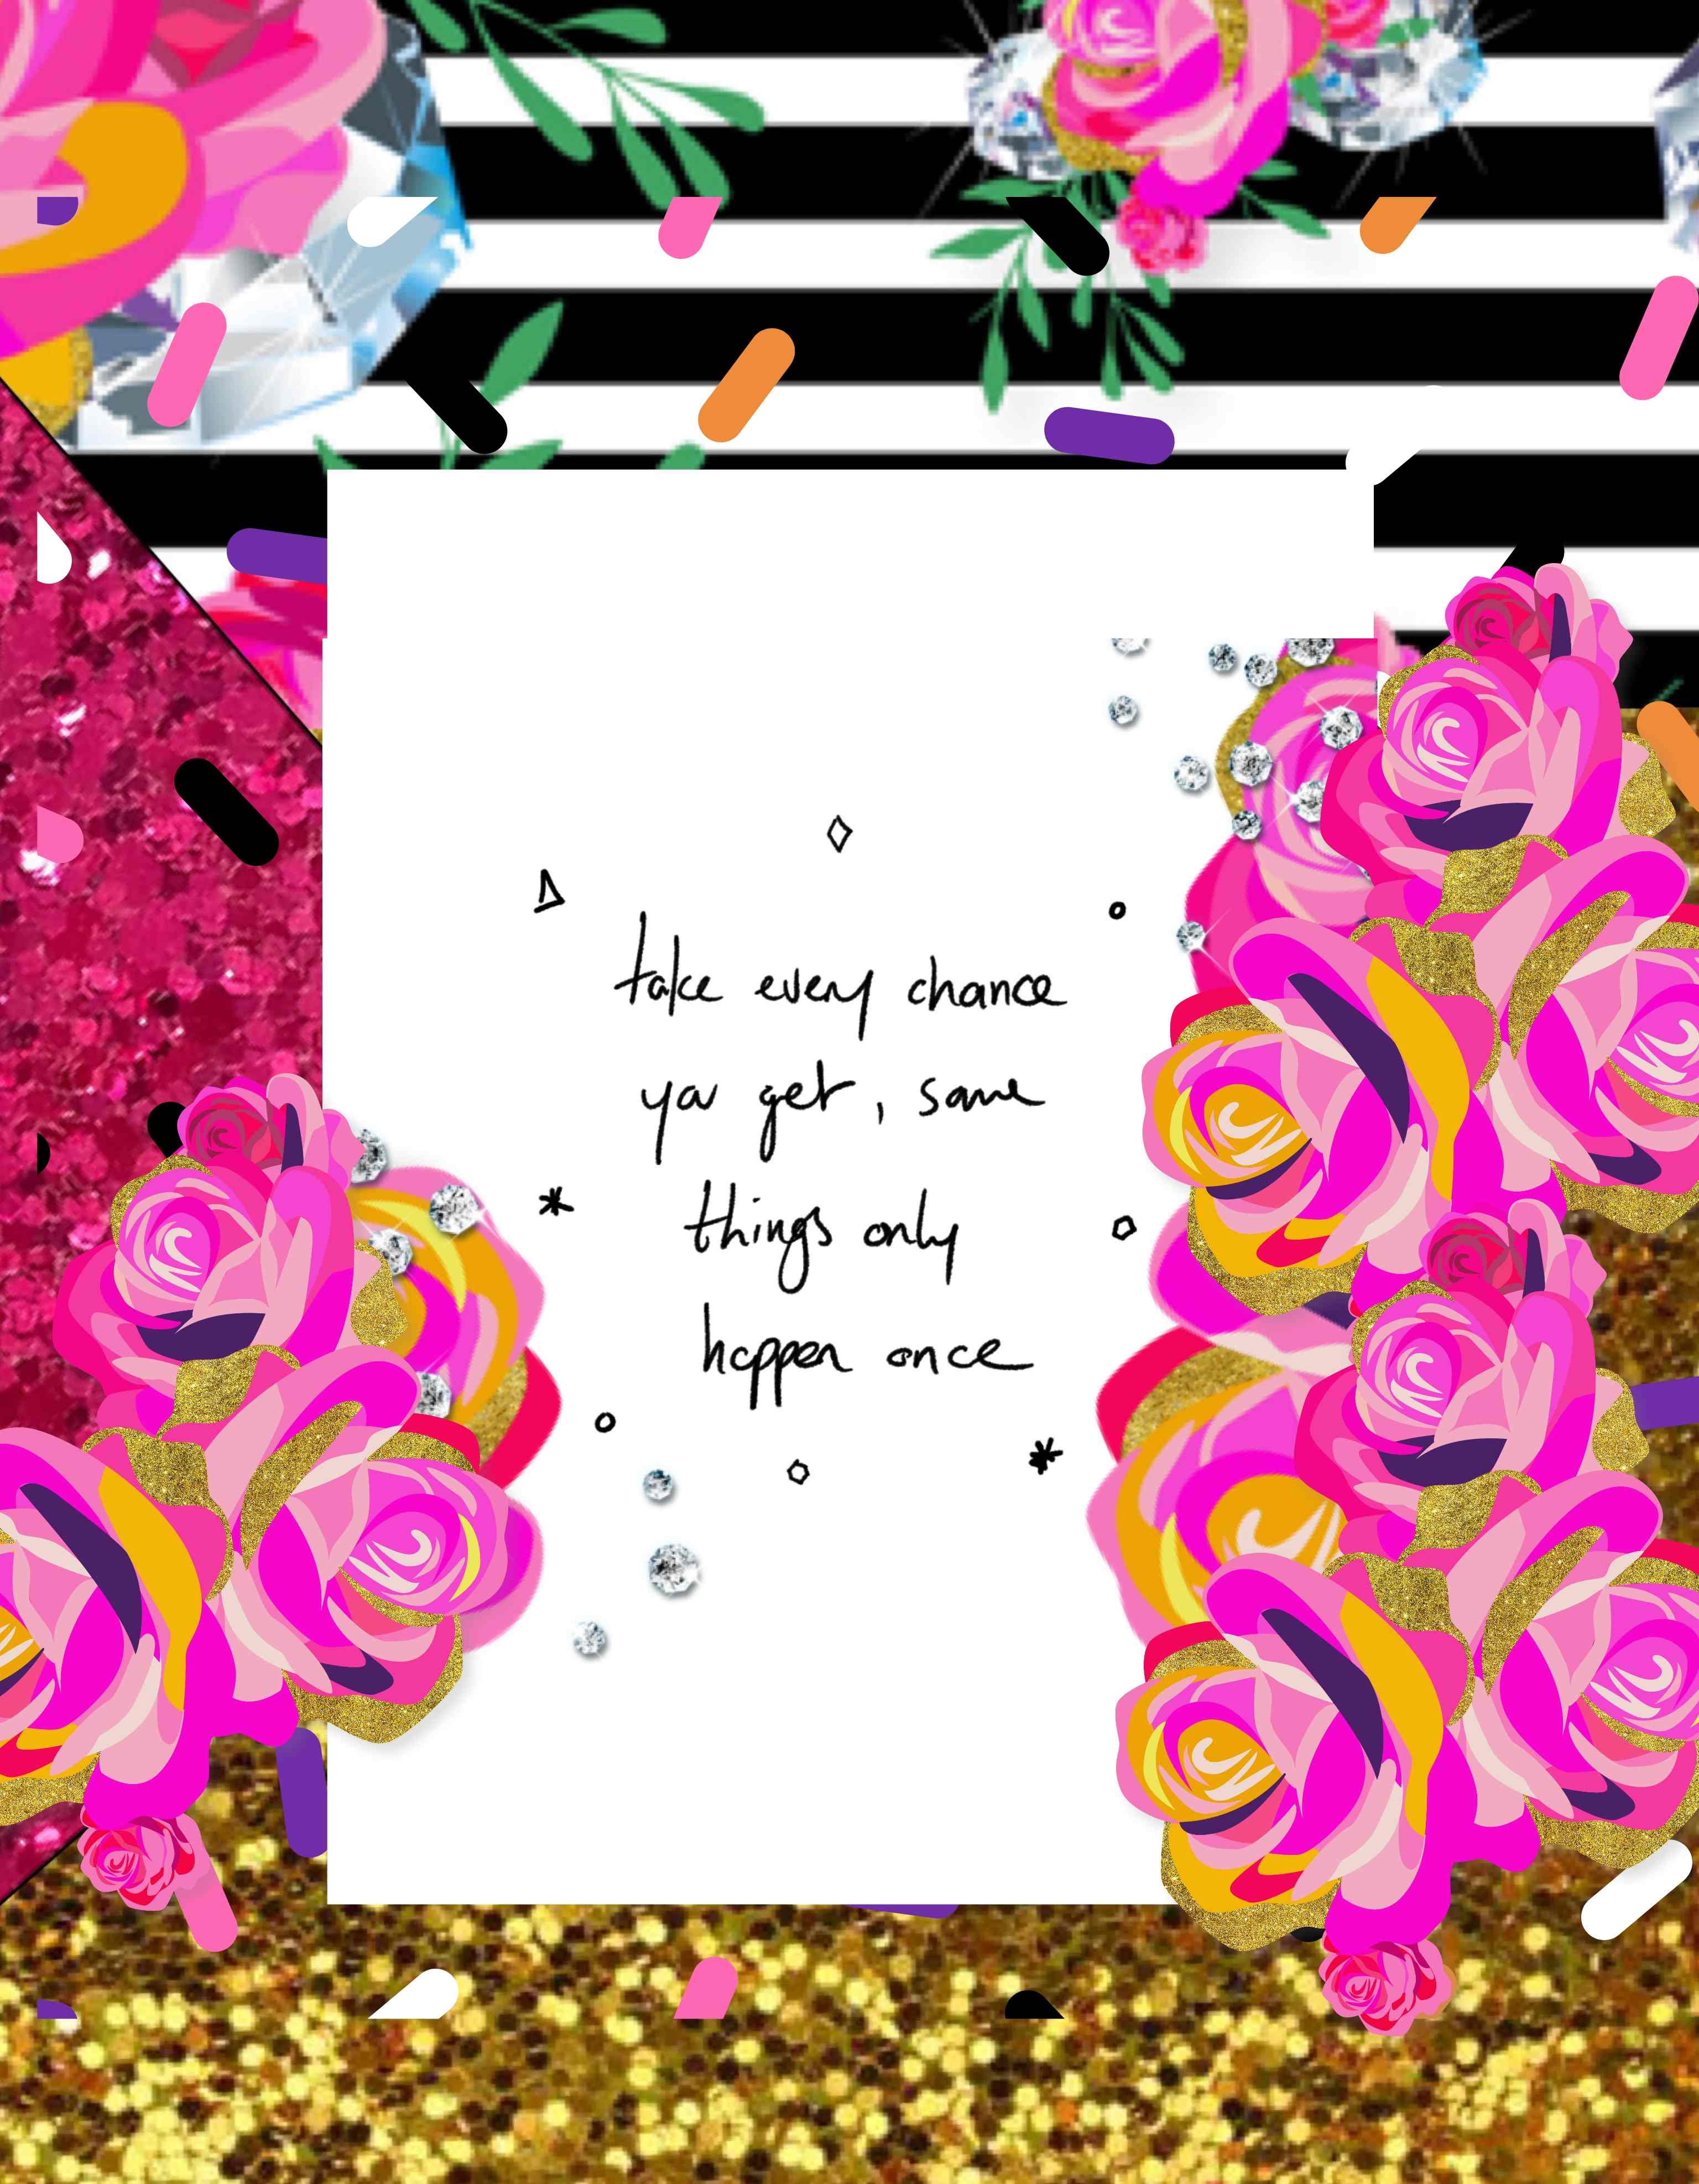 take every chance
you get, some
things only
happen once